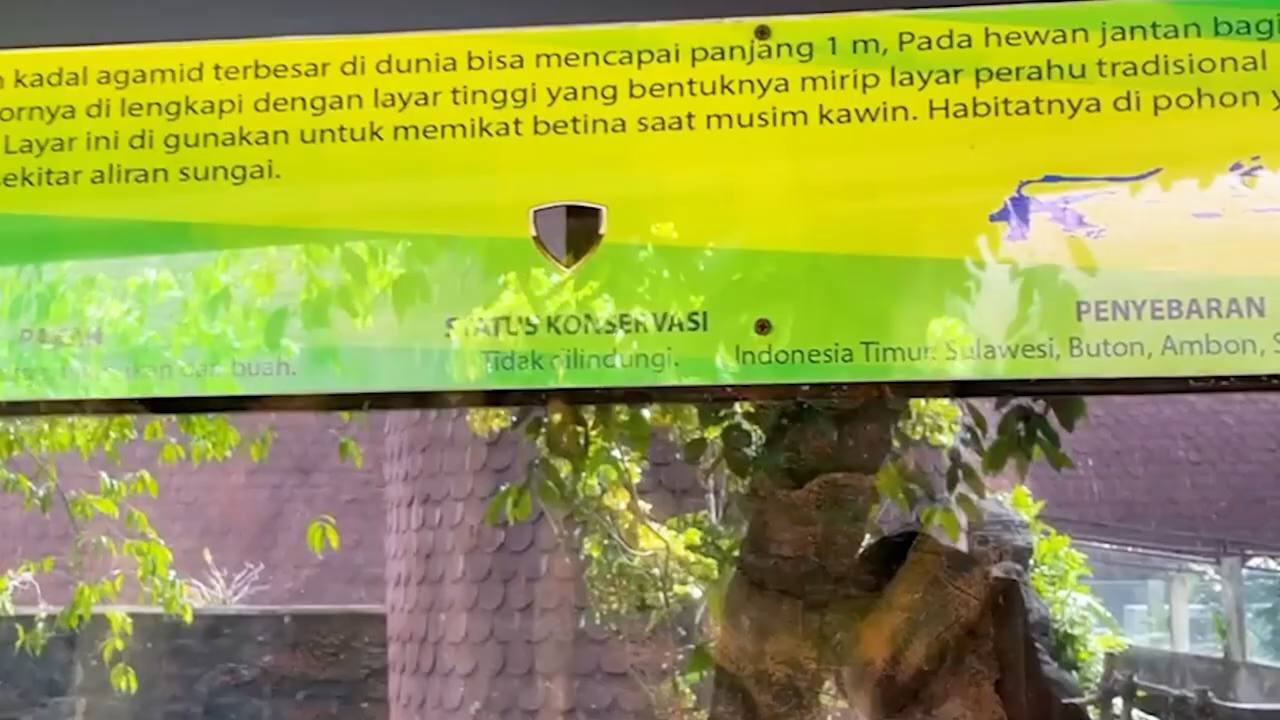 kadal agamid terbesar di dunia bisa mencapai panjang 1 m, Pada hewan jantan bagi
ornya di lengkapi dengan layar tinggi yang bentuknya mirip layar perahu tradisional
Layar ini di gunakan untuk memikat betina saat musim kawin. Habitatnya di pohon y
ekitar aliran sungai.
STATUS KONSERVASI
Tidak dilindungi.
PENYEBARAN
Indonesia Timur: Sulawesi, Buton, Ambon, S
buah.